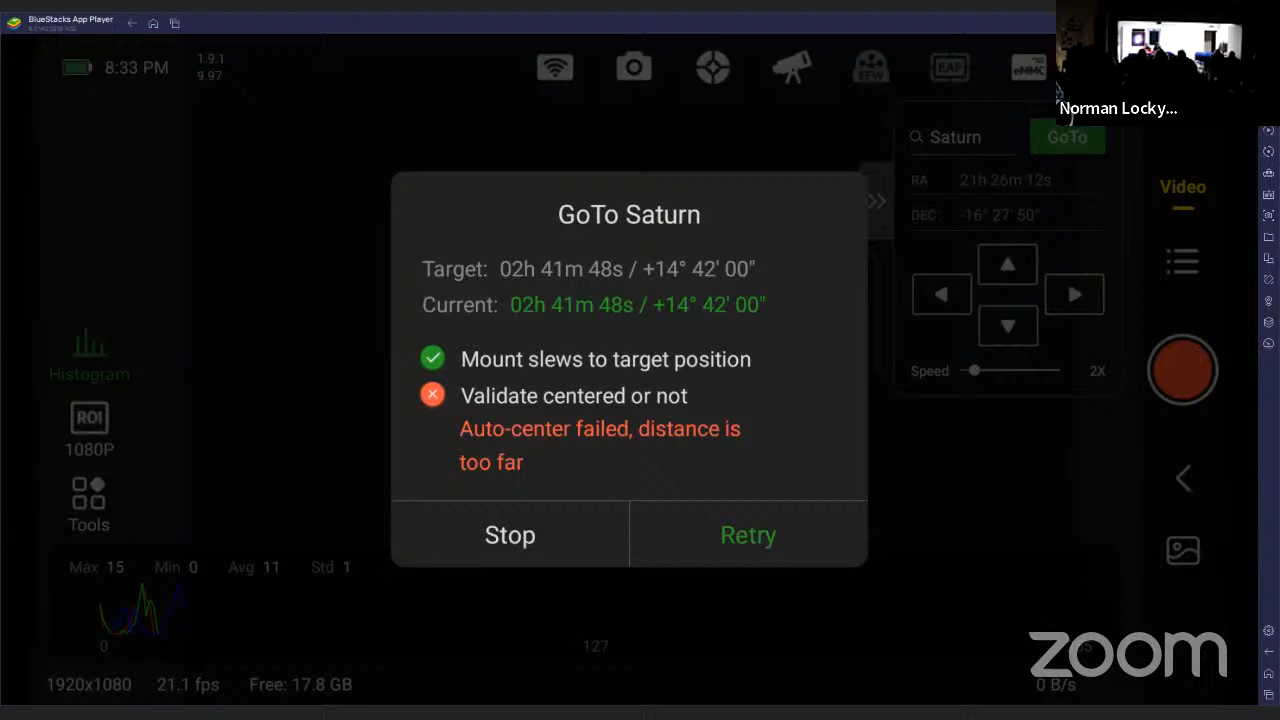 BlueStacks App Player
8:33 PM
1.9.1
9.97
EFW
EAF
eMMC
Norman Locky...
Saturn
GoTo
RA 21h 26m 12s
DEC -16° 27' 50"
Video
GoTo Saturn
Target: 02h 41m 48s / +14° 42' 00"
Current: 02h 41m 48s / +14° 42' 00"
Mount slews to target position
Validate centered or not
Auto-center failed, distance is
too far
Stop
Retry
Speed 2X
Histogram
ROI
1080P
Tools
Max 15 Min 0 Avg 11 Std 1
0
127
zoom
1920x1080 21.1 fps Free: 17.8 GB
0 B/s